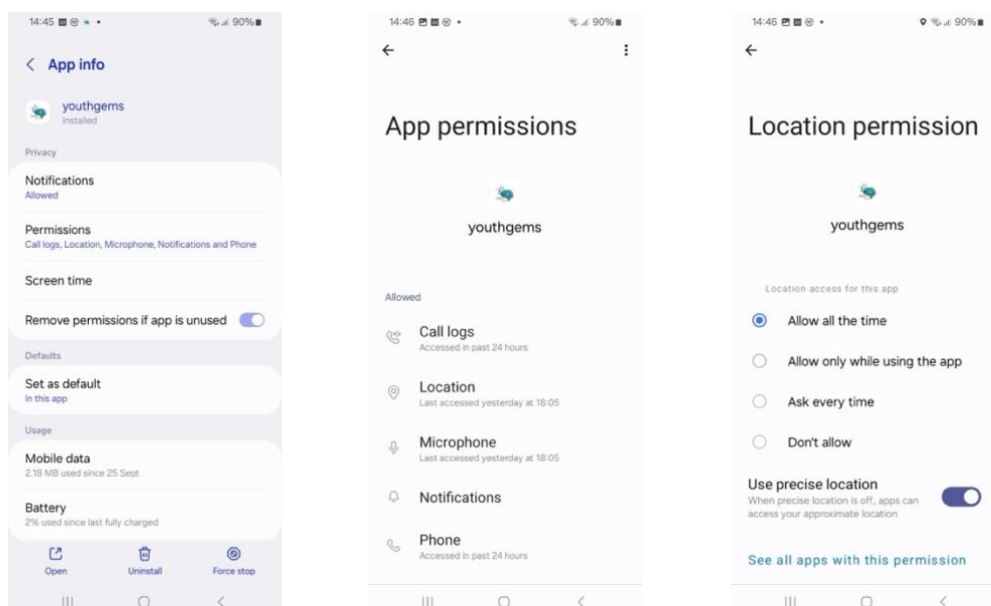 14:45
90%
App info
youthgems
Installed
Privacy
Notifications
Allowed
Permissions
Call logs, Location, Microphone, Notifications and Phone
Screen time
Remove permissions if app is unused
Defaults
Set as default
In this app
Usage
Mobile data
2.18 MB used since 25 Sept
Battery
2% used since last fully charged
Open
Uninstall
Force stop
14:46
90%
App permissions
youthgems
Allowed
Call logs
Accessed in past 24 hours
Location
Last accessed yesterday at 18:05
Microphone
Last accessed yesterday at 18:05
Notifications
Phone
Accessed in past 24 hours
14:46
90%
Location permission
youthgems
Location access for this app
Allow all the time
Allow only while using the app
Ask every time
Don't allow
Use precise location
When precise location is off, apps can
access your approximate location
See all apps with this permission